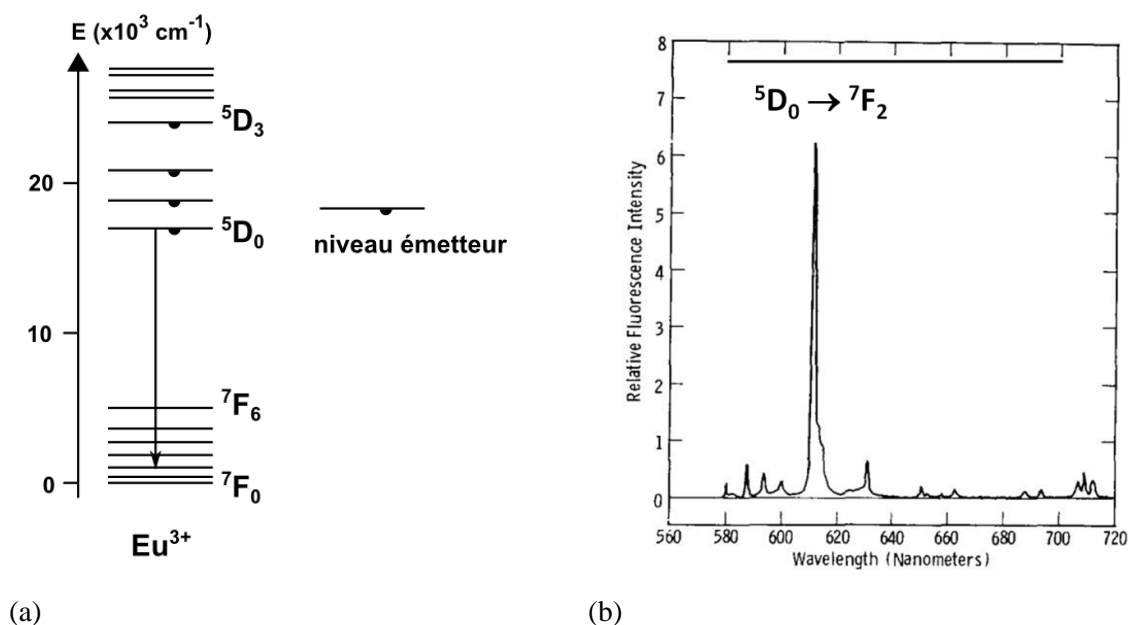 E (x10³ cm⁻¹)
⁵D₃
20
⁵D₀
niveau émetteur
10
⁷F₆
0
⁷F₀
Eu³⁺
(a)
8
7
⁵D₀ → ⁷F₂
6
5
4
3
2
1
0
Relative Fluorescence Intensity
560 580 600 620 640 660 680 700 720
Wavelength (Nanometers)
(b)